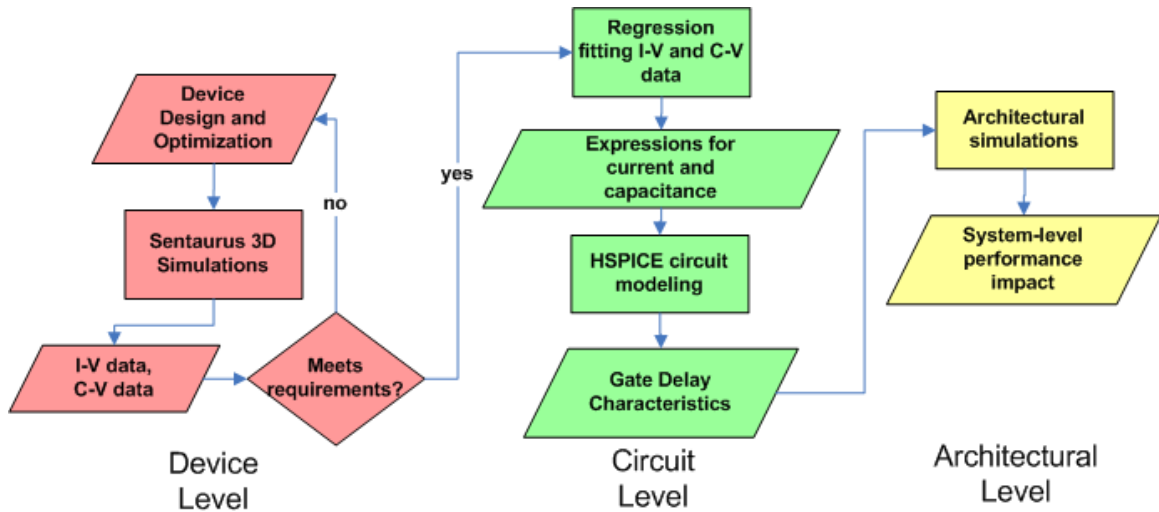 Device
Design and
Optimization
Sentaurus 3D
Simulations
I-V data,
C-V data
Meets
requirements?
no
yes
Device
Level
Regression
fitting I-V and C-V
data
Expressions for
current and
capacitance
HSPICE circuit
modeling
Gate Delay
Characteristics
Circuit
Level
Architectural
simulations
System-level
performance
impact
Architectural
Level